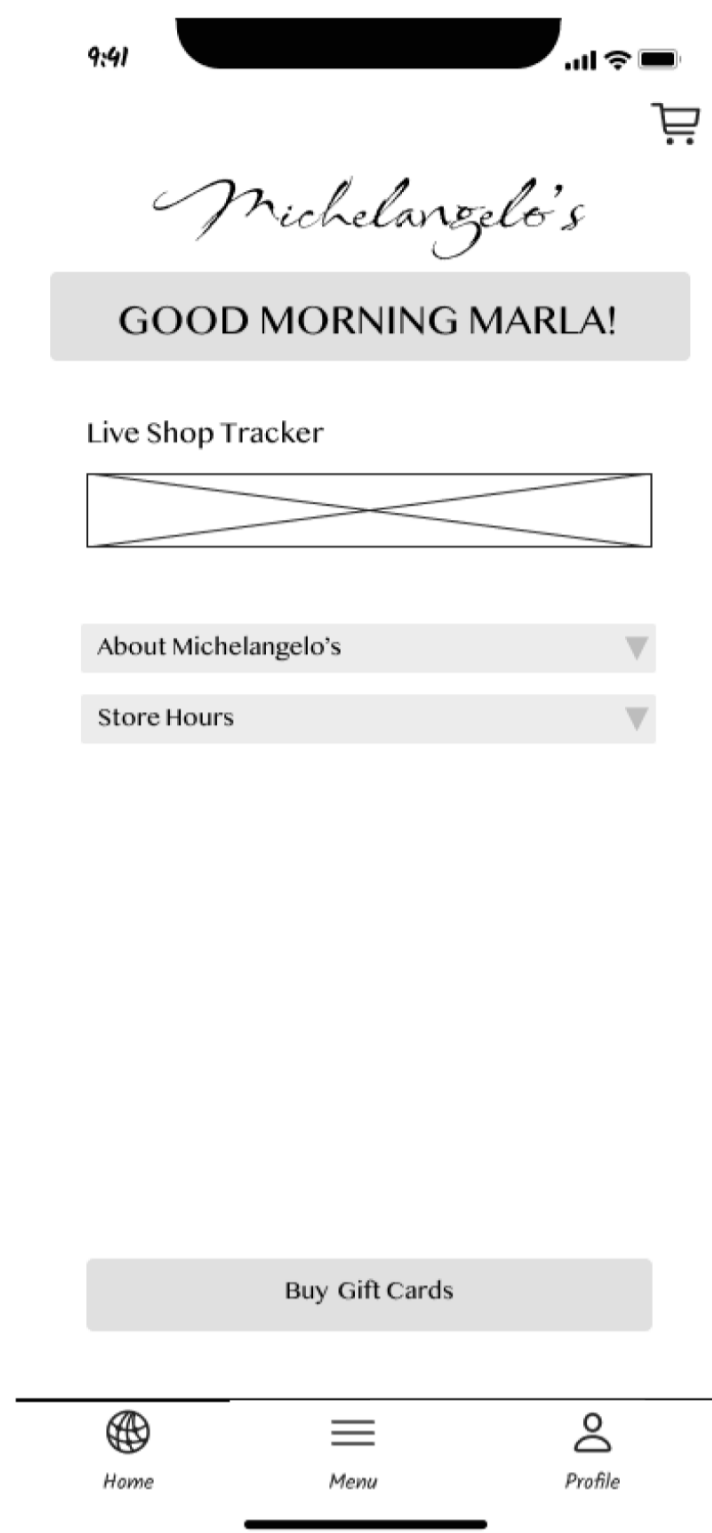 9:41
Michelangelo's
GOOD MORNING MARLA!
Live Shop Tracker
About Michelangelo's
Store Hours
Buy Gift Cards
Home
Menu
Profile